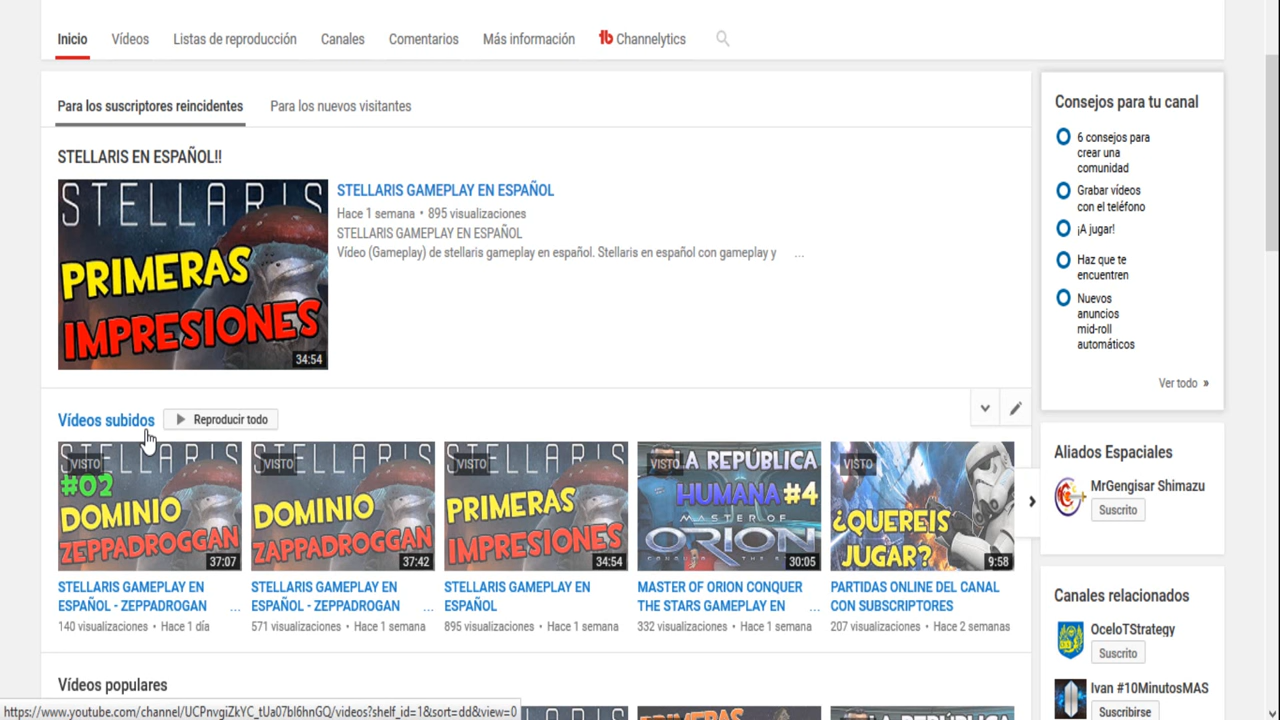 Inicio
Vídeos
Listas de reproducción
Canales
Comentarios
Más información
tb Channelytics
Para los suscriptores reincidentes
Para los nuevos visitantes
STELLARIS EN ESPAÑOL!!
STELLARIS
PRIMERAS
IMPRESIONES
34:54
STELLARIS GAMEPLAY EN ESPAÑOL
Hace 1 semana • 895 visualizaciones
STELLARIS GAMEPLAY EN ESPAÑOL
Vídeo (Gameplay) de stellaris gameplay en español. Stellaris en español con gameplay y ...
Vídeos subidos
Reproducir todo
STELLARIS
VISTO
#02
DOMINIO
ZEPPADROGGAN
37:07
STELLARIS GAMEPLAY EN
ESPAÑOL - ZEPPADROGAN ...
140 visualizaciones • Hace 1 día
STELLARIS
VISTO
DOMINIO
ZAPPADROGGAN
37:42
STELLARIS GAMEPLAY EN
ESPAÑOL - ZEPPADROGAN ...
571 visualizaciones • Hace 1 semana
STELLARIS
VISTO
PRIMERAS
IMPRESIONES
34:54
STELLARIS GAMEPLAY EN
ESPAÑOL
895 visualizaciones • Hace 1 semana
VISTO
LA REPÚBLICA
HUMANA #4
MASTER OF
ORION
30:05
MASTER OF ORION CONQUER
THE STARS GAMEPLAY EN ...
332 visualizaciones • Hace 1 semana
VISTO
¿QUEREIS
JUGAR?
9:58
PARTIDAS ONLINE DEL CANAL
CON SUBSCRIPTORES
207 visualizaciones • Hace 2 semanas
Vídeos populares
https://www.youtube.com/channel/UCPnvgiZkYC_tUa07bl6hnGQ/videos?shelf_id=1&sort=dd&view=0
Consejos para tu canal
6 consejos para
crear una
comunidad
Grabar vídeos
con el teléfono
¡A jugar!
Haz que te
encuentren
Nuevos
anuncios
mid-roll
automáticos
Ver todo »
Aliados Espaciales
MrGengisar Shimazu
Suscrito
Canales relacionados
OceloTStrategy
Suscrito
Ivan #10MinutosMAS
Suscribirse